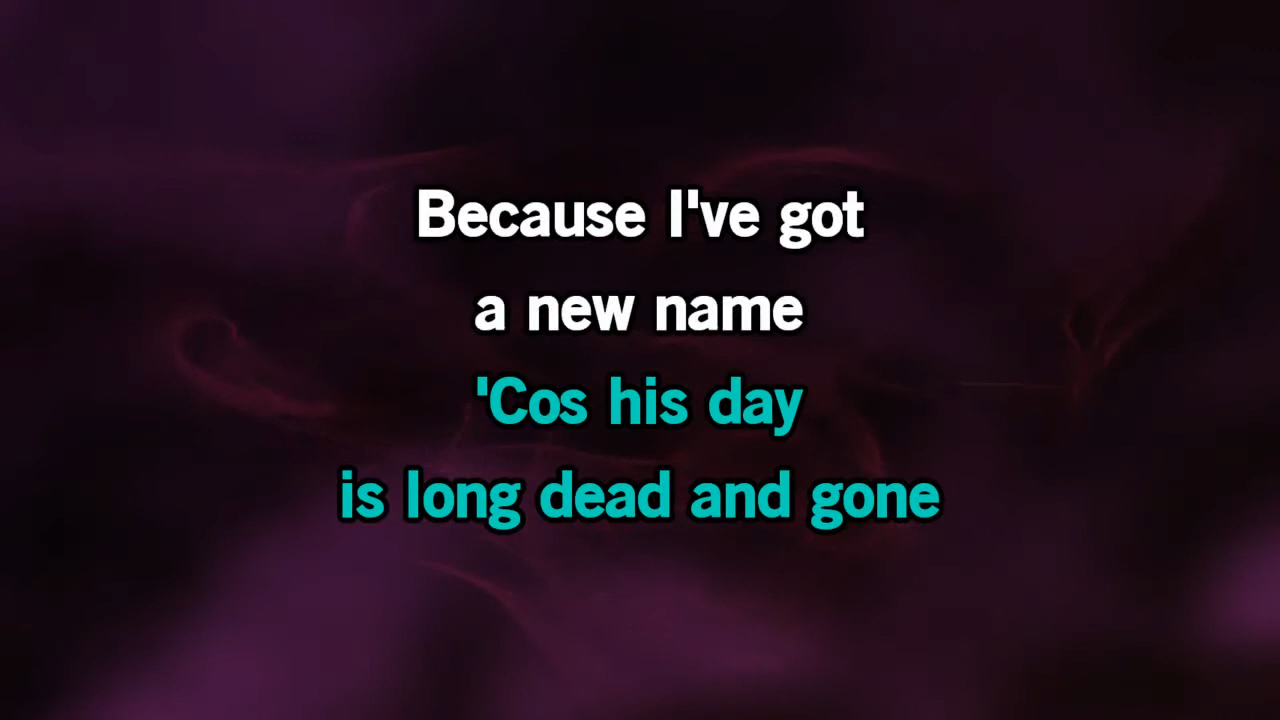 Because I've got
a new name
'Cos his day
is long dead and gone